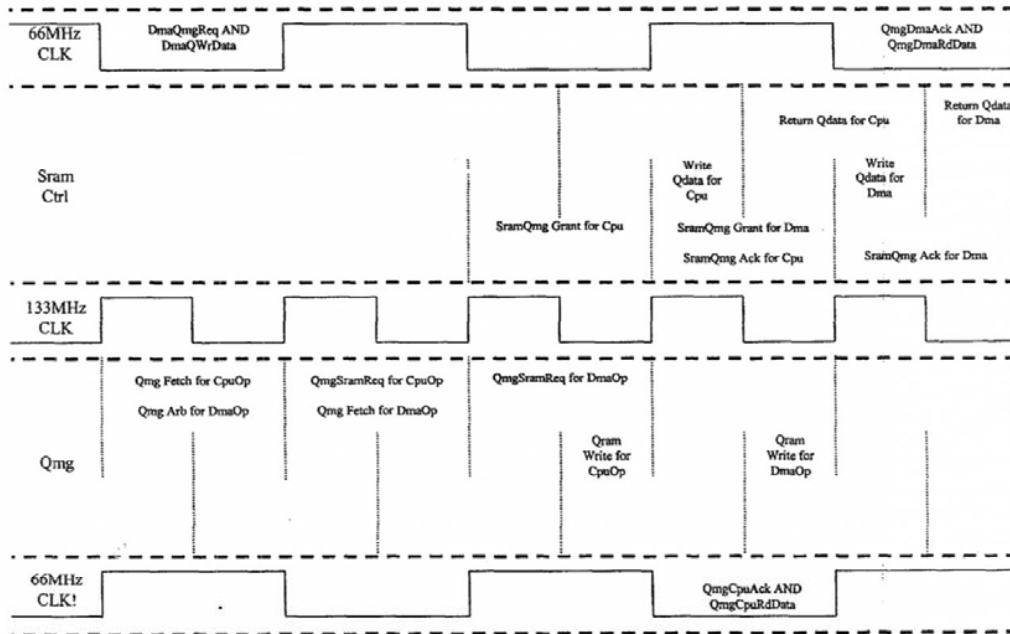 66MHz
CLK
DmaQmgReq AND
DmaQWrData
QmgDmaAck AND
QmgDmaRdData
Sram
Ctrl
Return Qdata for Cpu
Return Qdata
for Dma
Write
Qdata for
Cpu
Write
Qdata for
Dma
SramQmg Grant for Cpu
SramQmg Grant for Dma
SramQmg Ack for Cpu
SramQmg Ack for Dma
133MHz
CLK
Qmg
Qmg Fetch for CpuOp
Qmg Arb for DmaOp
QmgSramReq for CpuOp
Qmg Fetch for DmaOp
QmgSramReq for DmaOp
Qram
Write for
CpuOp
Qram
Write for
DmaOp
66MHz
CLK!
QmgCpuAck AND
QmgCpuRdData